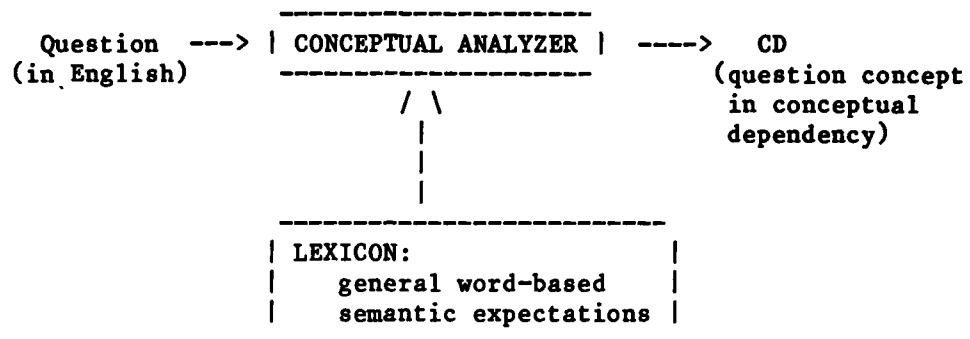 Question ---> | CONCEPTUAL ANALYZER | ----> CD
(in English) (question concept
in conceptual
dependency)
LEXICON:
general word-based
semantic expectations